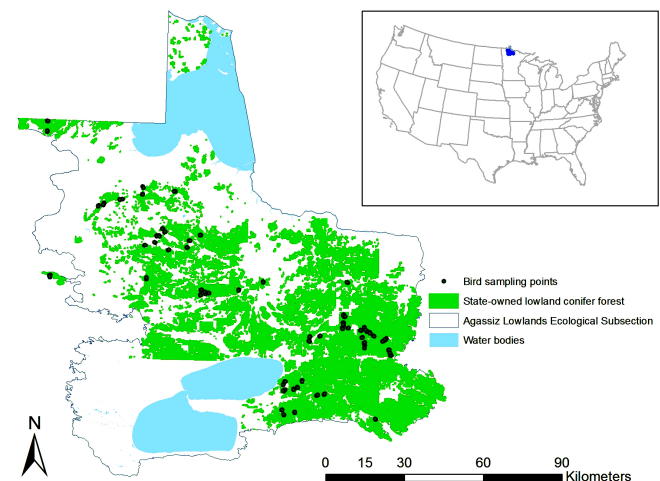 Bird sampling points
State-owned lowland conifer forest
Agassiz Lowlands Ecological Subsection
Water bodies
N
0 15 30 60 90
Kilometers